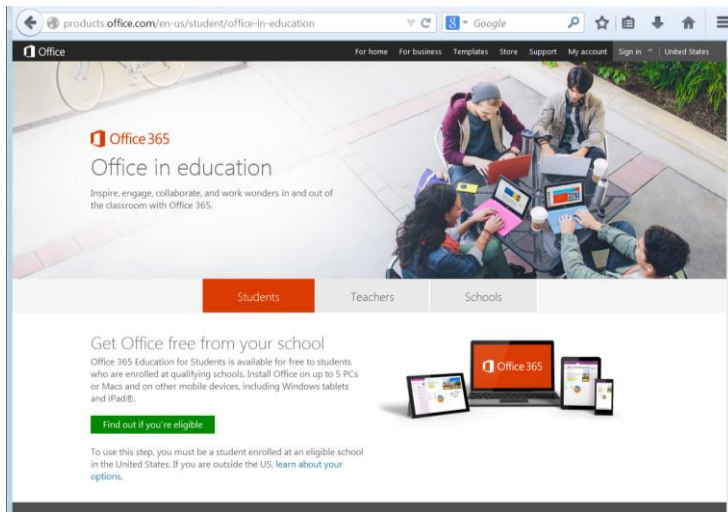 products.office.com/en-us/student/office-in-education
Google
Office
For home For business Templates Store Support My account Sign in United States
Office 365
Office in education
Inspire, engage, collaborate, and work wonders in and out of
the classroom with Office 365.
Students Teachers Schools
Get Office free from your school
Office 365 Education for Students is available for free to students
who are enrolled at qualifying schools. Install Office on up to 5 PCs
or Macs and on other mobile devices, including Windows tablets
and iPad®.
Office 365
Find out if you're eligible
To use this step, you must be a student enrolled at an eligible school
in the United States. If you are outside the US, learn about your
options.